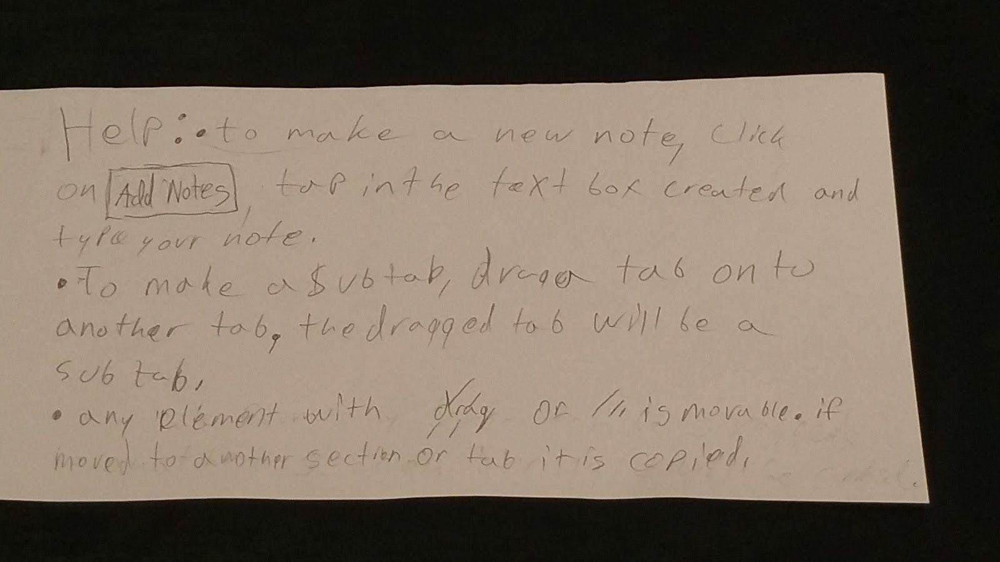 Help: • to make a new note, click
on Add Notes, tap in the text box created and
type your note.
• To make a subtab, drag a tab onto
another tab, the dragged tab will be a
sub tab.
• any element with drag or /// is movable. if
moved to another section or tab it is copied.